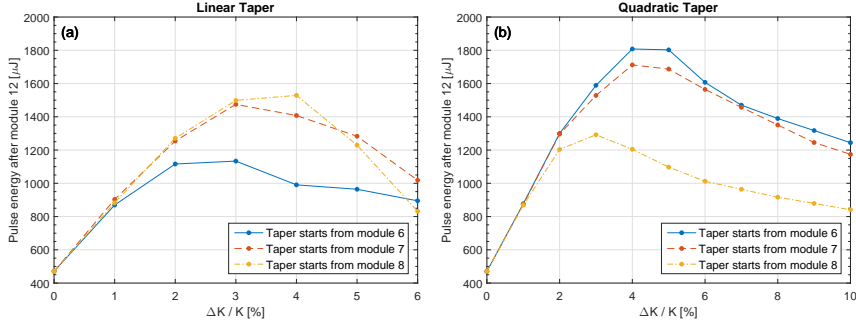 Linear Taper
(a)
Pulse energy after module 12 [μJ]
2000
1800
1600
1400
1200
1000
800
600
400
0
1
2
3
4
5
6
ΔK / K [%]
Taper starts from module 6
Taper starts from module 7
Taper starts from module 8
Quadratic Taper
(b)
Pulse energy after module 12 [μJ]
2000
1800
1600
1400
1200
1000
800
600
400
0
2
4
6
8
10
ΔK / K [%]
Taper starts from module 6
Taper starts from module 7
Taper starts from module 8